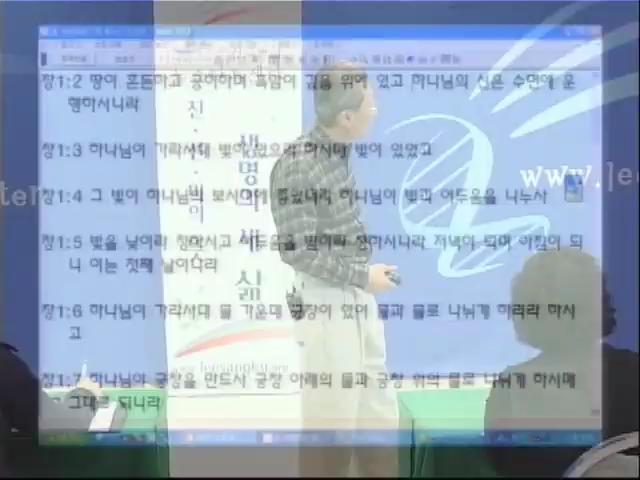 창1:2 땅이 혼돈하고 공허하며 흑암이 깊음 위에 있고 하나님의 신은 수면에 운
행하시니라
창1:3 하나님이 가라사대 빛이 있으라 하시매 빛이 있었고
창1:4 그 빛이 하나님의 보시기에 좋았더라 하나님이 빛과 어두움을 나누사
창1:5 빛을 낮이라 칭하시고 어두움을 밤이라 칭하시니라 저녁이 되며 아침이 되
니 이는 첫째 날이니라
창1:6 하나님이 가라사대 물 가운데 궁창이 있어 물과 물로 나뉘게 하리라 하시
고
창1:7 하나님이 궁창을 만드사 궁창 아래의 물과 궁창 위의 물로 나뉘게 하시매
그대로 되니라
생명의 새 삶
www.lee